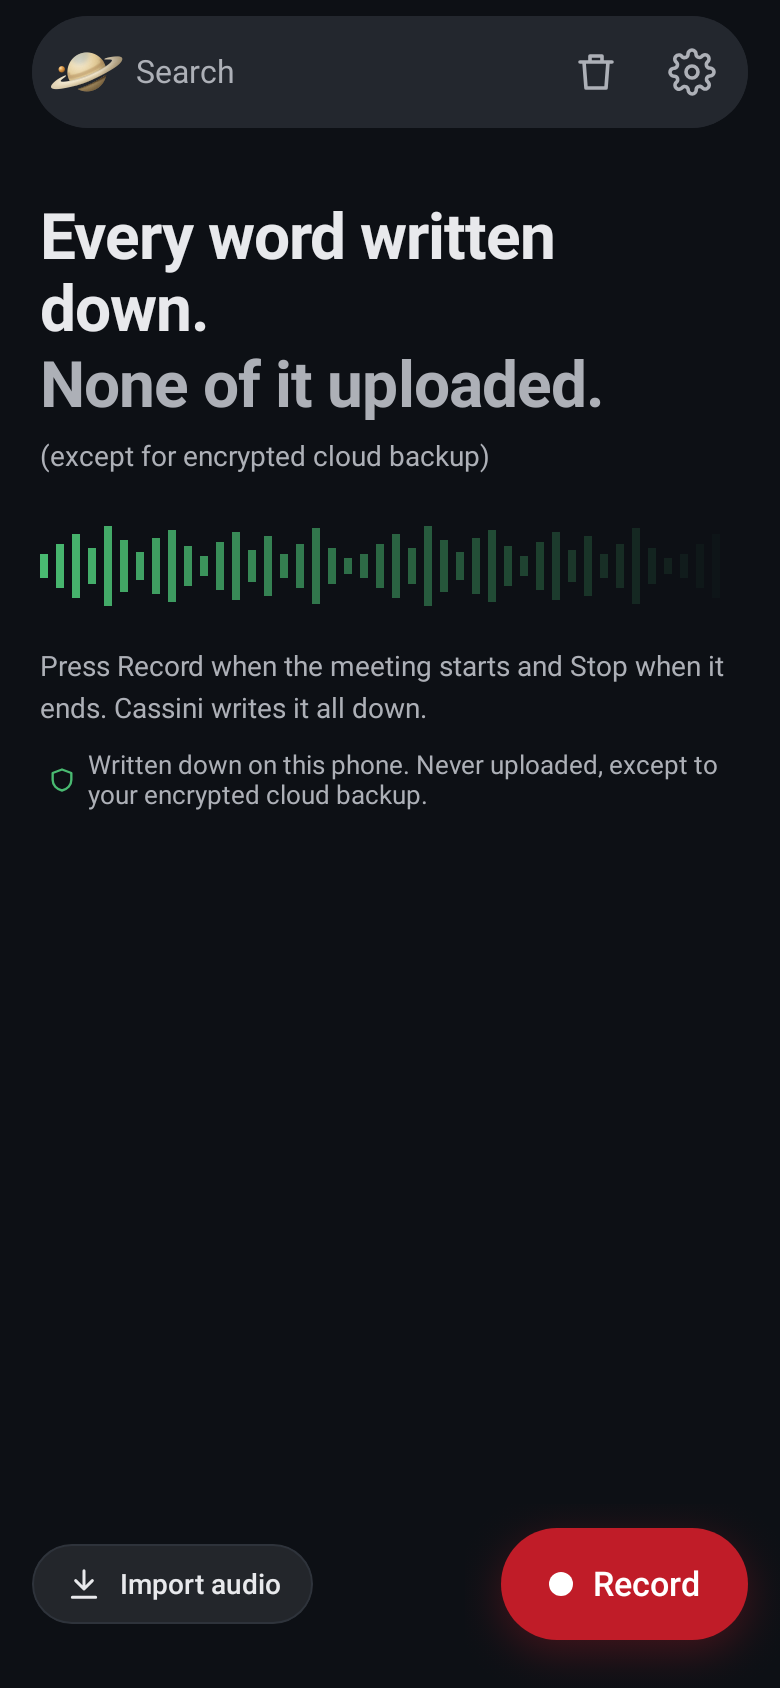 Search
Every word written
down.
None of it uploaded.
(except for encrypted cloud backup)
Press Record when the meeting starts and Stop when it
ends. Cassini writes it all down.
Written down on this phone. Never uploaded, except to
your encrypted cloud backup.
Import audio
Record